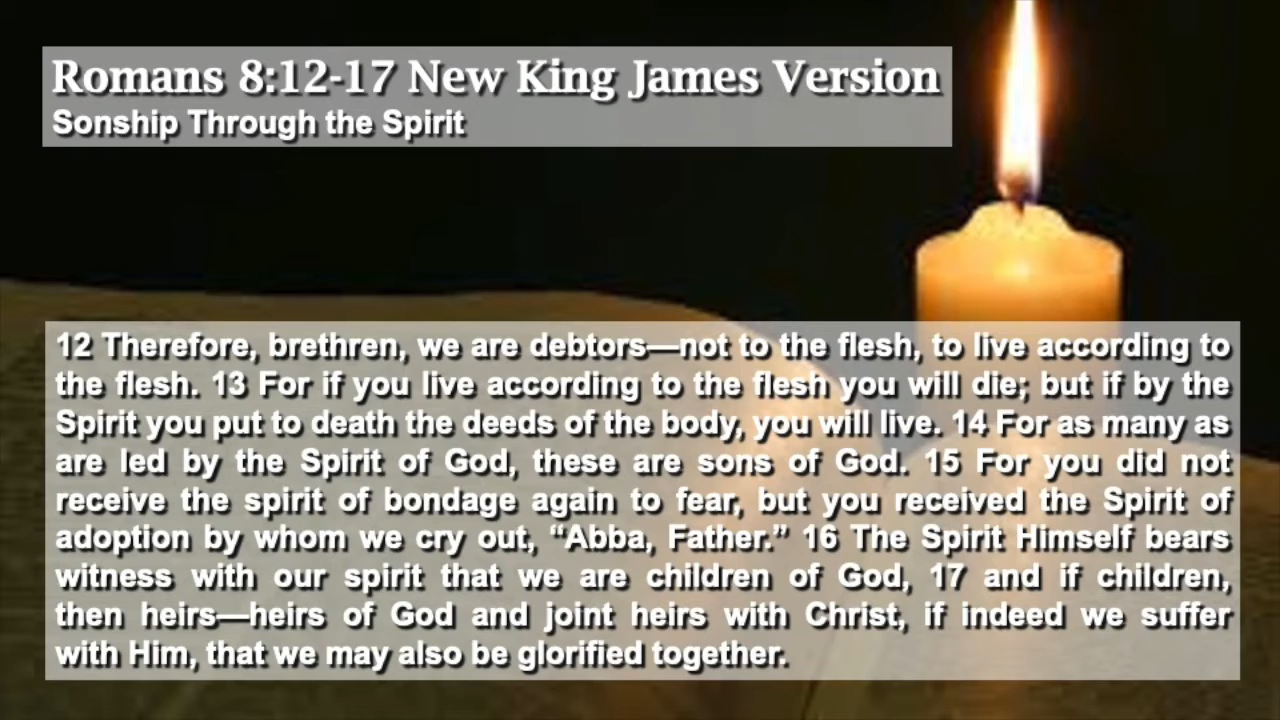 Romans 8:12-17 New King James Version
Sonship Through the Spirit
12 Therefore, brethren, we are debtors—not to the flesh, to live according to
the flesh. 13 For if you live according to the flesh you will die; but if by the
Spirit you put to death the deeds of the body, you will live. 14 For as many as
are led by the Spirit of God, these are sons of God. 15 For you did not
receive the spirit of bondage again to fear, but you received the Spirit of
adoption by whom we cry out, “Abba, Father.” 16 The Spirit Himself bears
witness with our spirit that we are children of God, 17 and if children,
then heirs—heirs of God and joint heirs with Christ, if indeed we suffer
with Him, that we may also be glorified together.